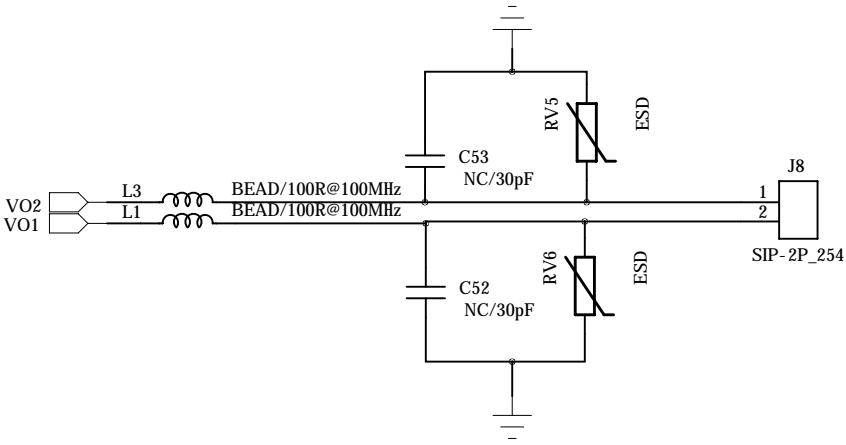 RV5
ESD
C53
NC/30pF
J8
L3
BEAD/100R@100MHz
1
VO2
L1
BEAD/100R@100MHz
2
VO1
SIP-2P_254
RV6
ESD
C52
NC/30pF